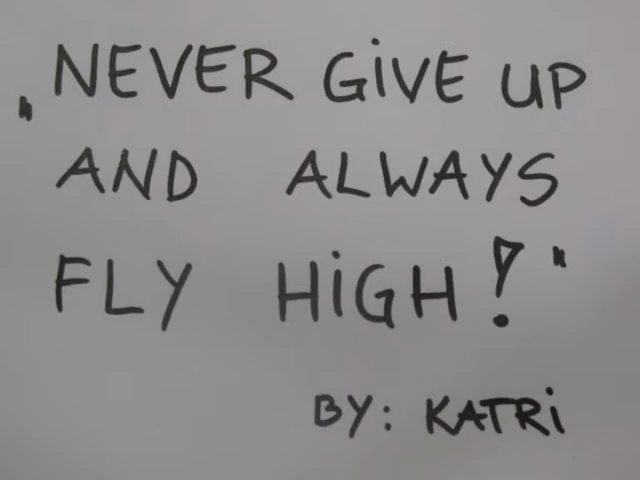 „NEVER GiVE UP
AND ALWAYS
FLY HiGH!"
BY: KATRi